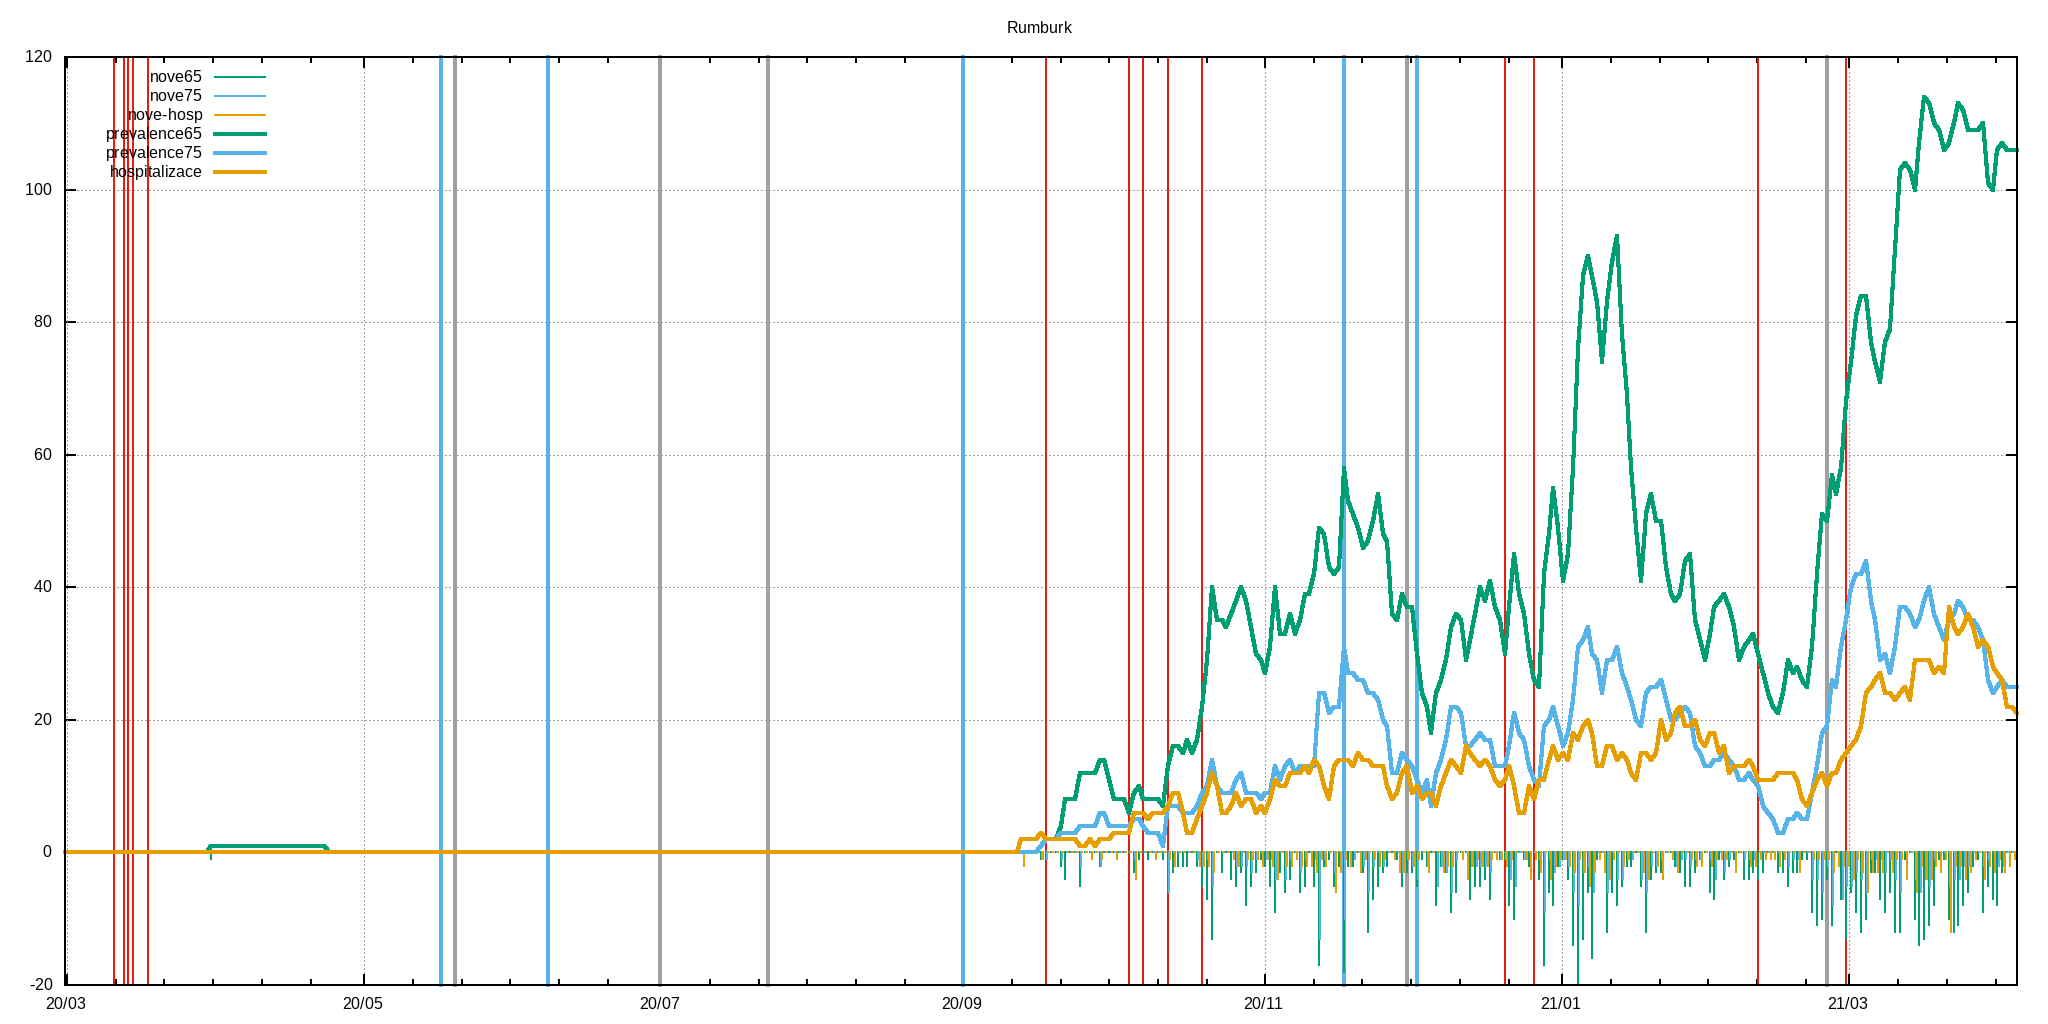 Rumburk
120
100
80
60
40
20
0
-20
nove65
nove75
nove-hosp
prevalence65
prevalence75
hospitalizace
20/03 20/05 20/07 20/09 20/11 21/01 21/03